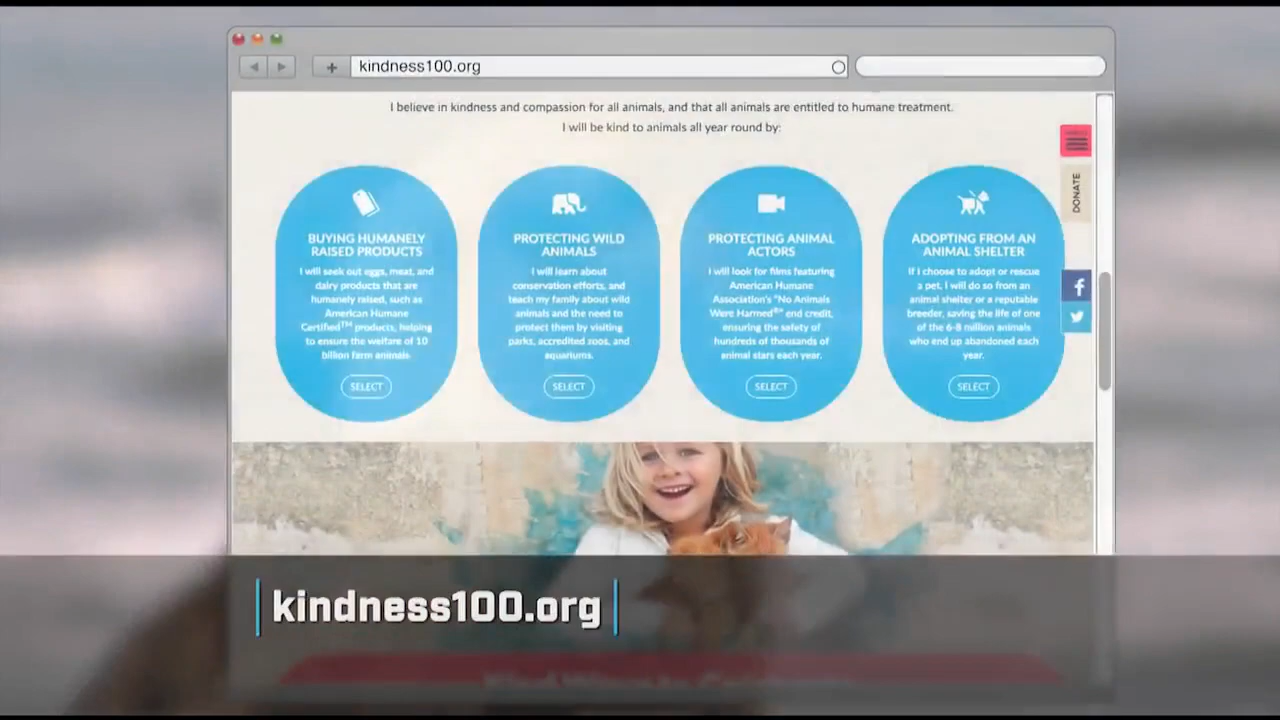 kindness100.org
I believe in kindness and compassion for all animals, and that all animals are entitled to humane treatment.
I will be kind to animals all year round by:
DONATE
BUYING HUMANELY
RAISED PRODUCTS
I will seek out eggs, meat, and
dairy products that are
humanely raised, such as
American Humane
Certified™ products, helping
to ensure the welfare of 10
billion farm animals.
SELECT
PROTECTING WILD
ANIMALS
I will learn about
conservation efforts, and
teach my family about wild
animals and the need to
protect them by visiting
parks, accredited zoos, and
aquariums.
SELECT
PROTECTING ANIMAL
ACTORS
I will look for films featuring
American Humane
Association's "No Animals
Were Harmed®" end credit,
ensuring the safety of
hundreds of thousands of
animal stars each year.
SELECT
ADOPTING FROM AN
ANIMAL SHELTER
If I choose to adopt or rescue
a pet, I will do so from an
animal shelter or a reputable
breeder, saving the life of one
of the 6-8 million animals
who end up abandoned each
year.
SELECT
kindness100.org